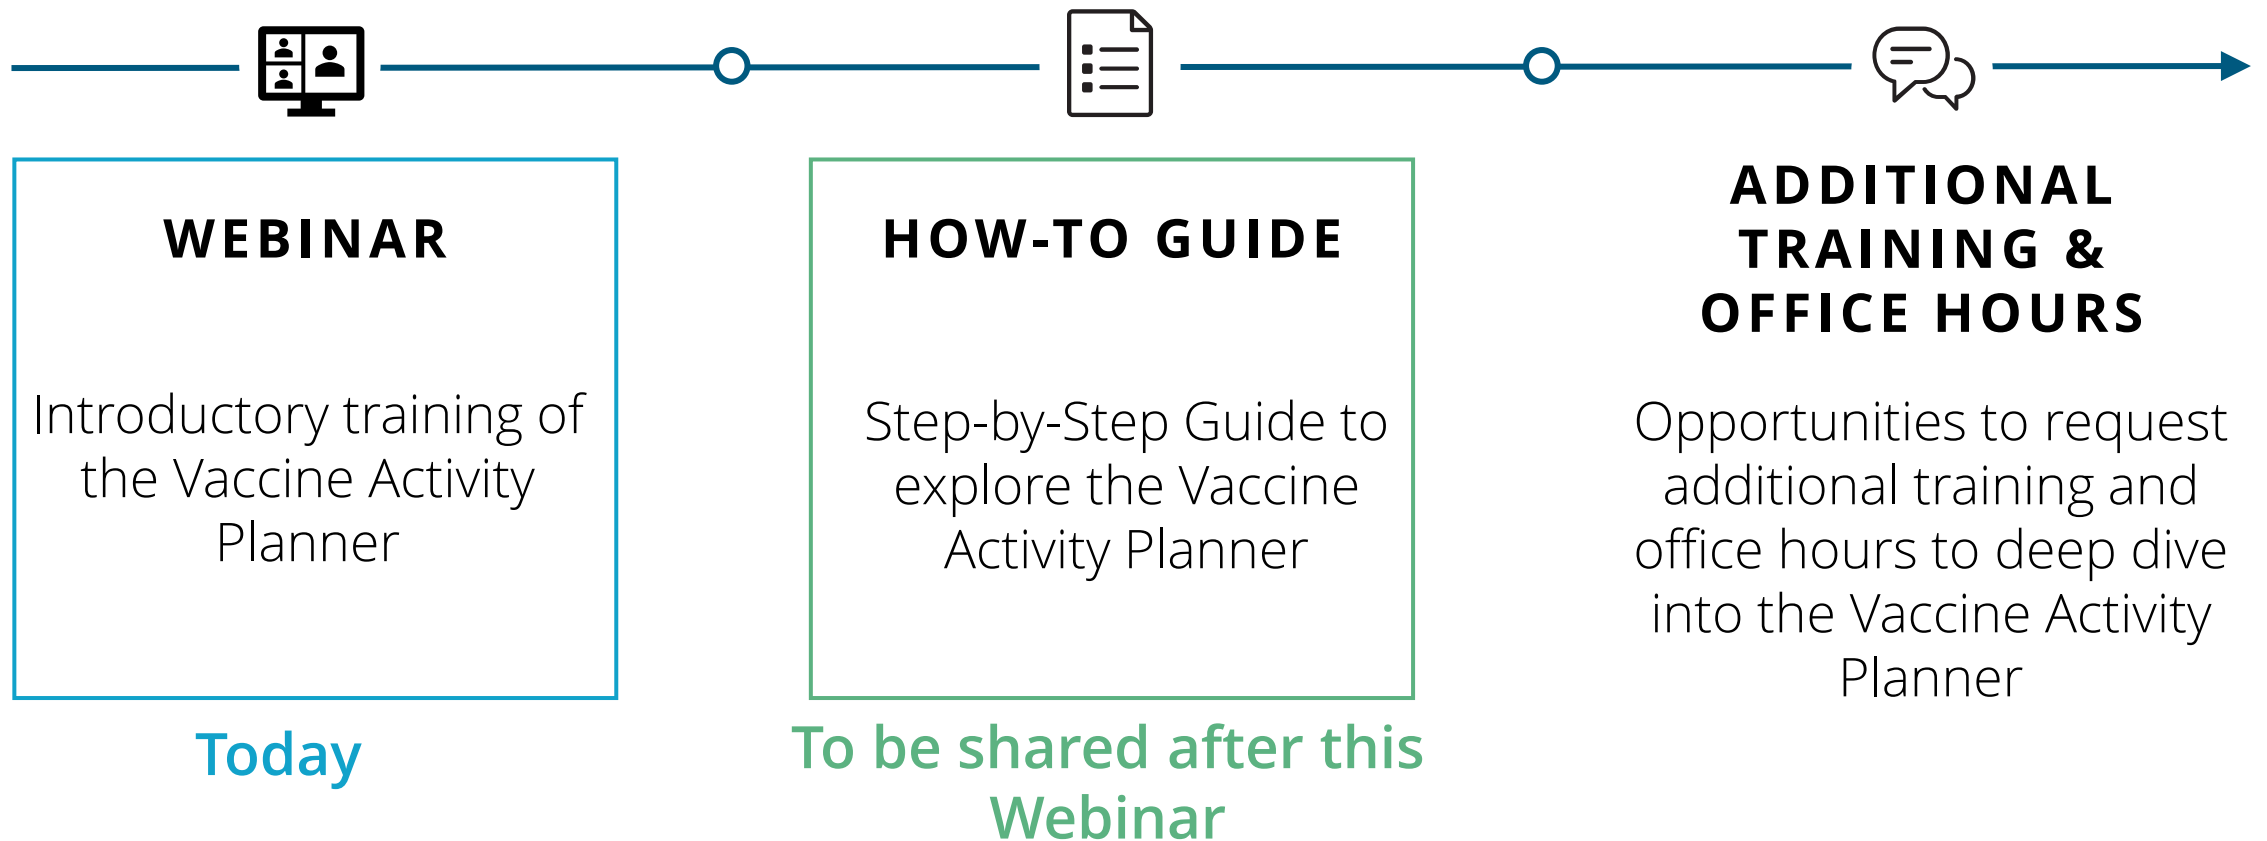 WEBINAR
Introductory training of
the Vaccine Activity
Planner
Today
HOW-TO GUIDE
Step-by-Step Guide to
explore the Vaccine
Activity Planner
To be shared after this
Webinar
ADDITIONAL
TRAINING &
OFFICE HOURS
Opportunities to request
additional training and
office hours to deep dive
into the Vaccine Activity
Planner